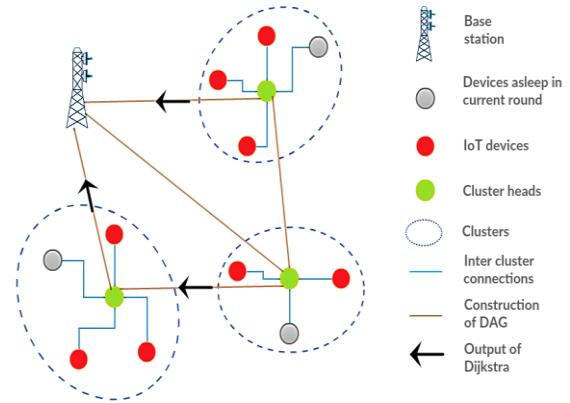 Base
station
Devices asleep in
current round
IoT devices
Cluster heads
Clusters
Inter cluster
connections
Construction
of DAG
Output of
Dijkstra